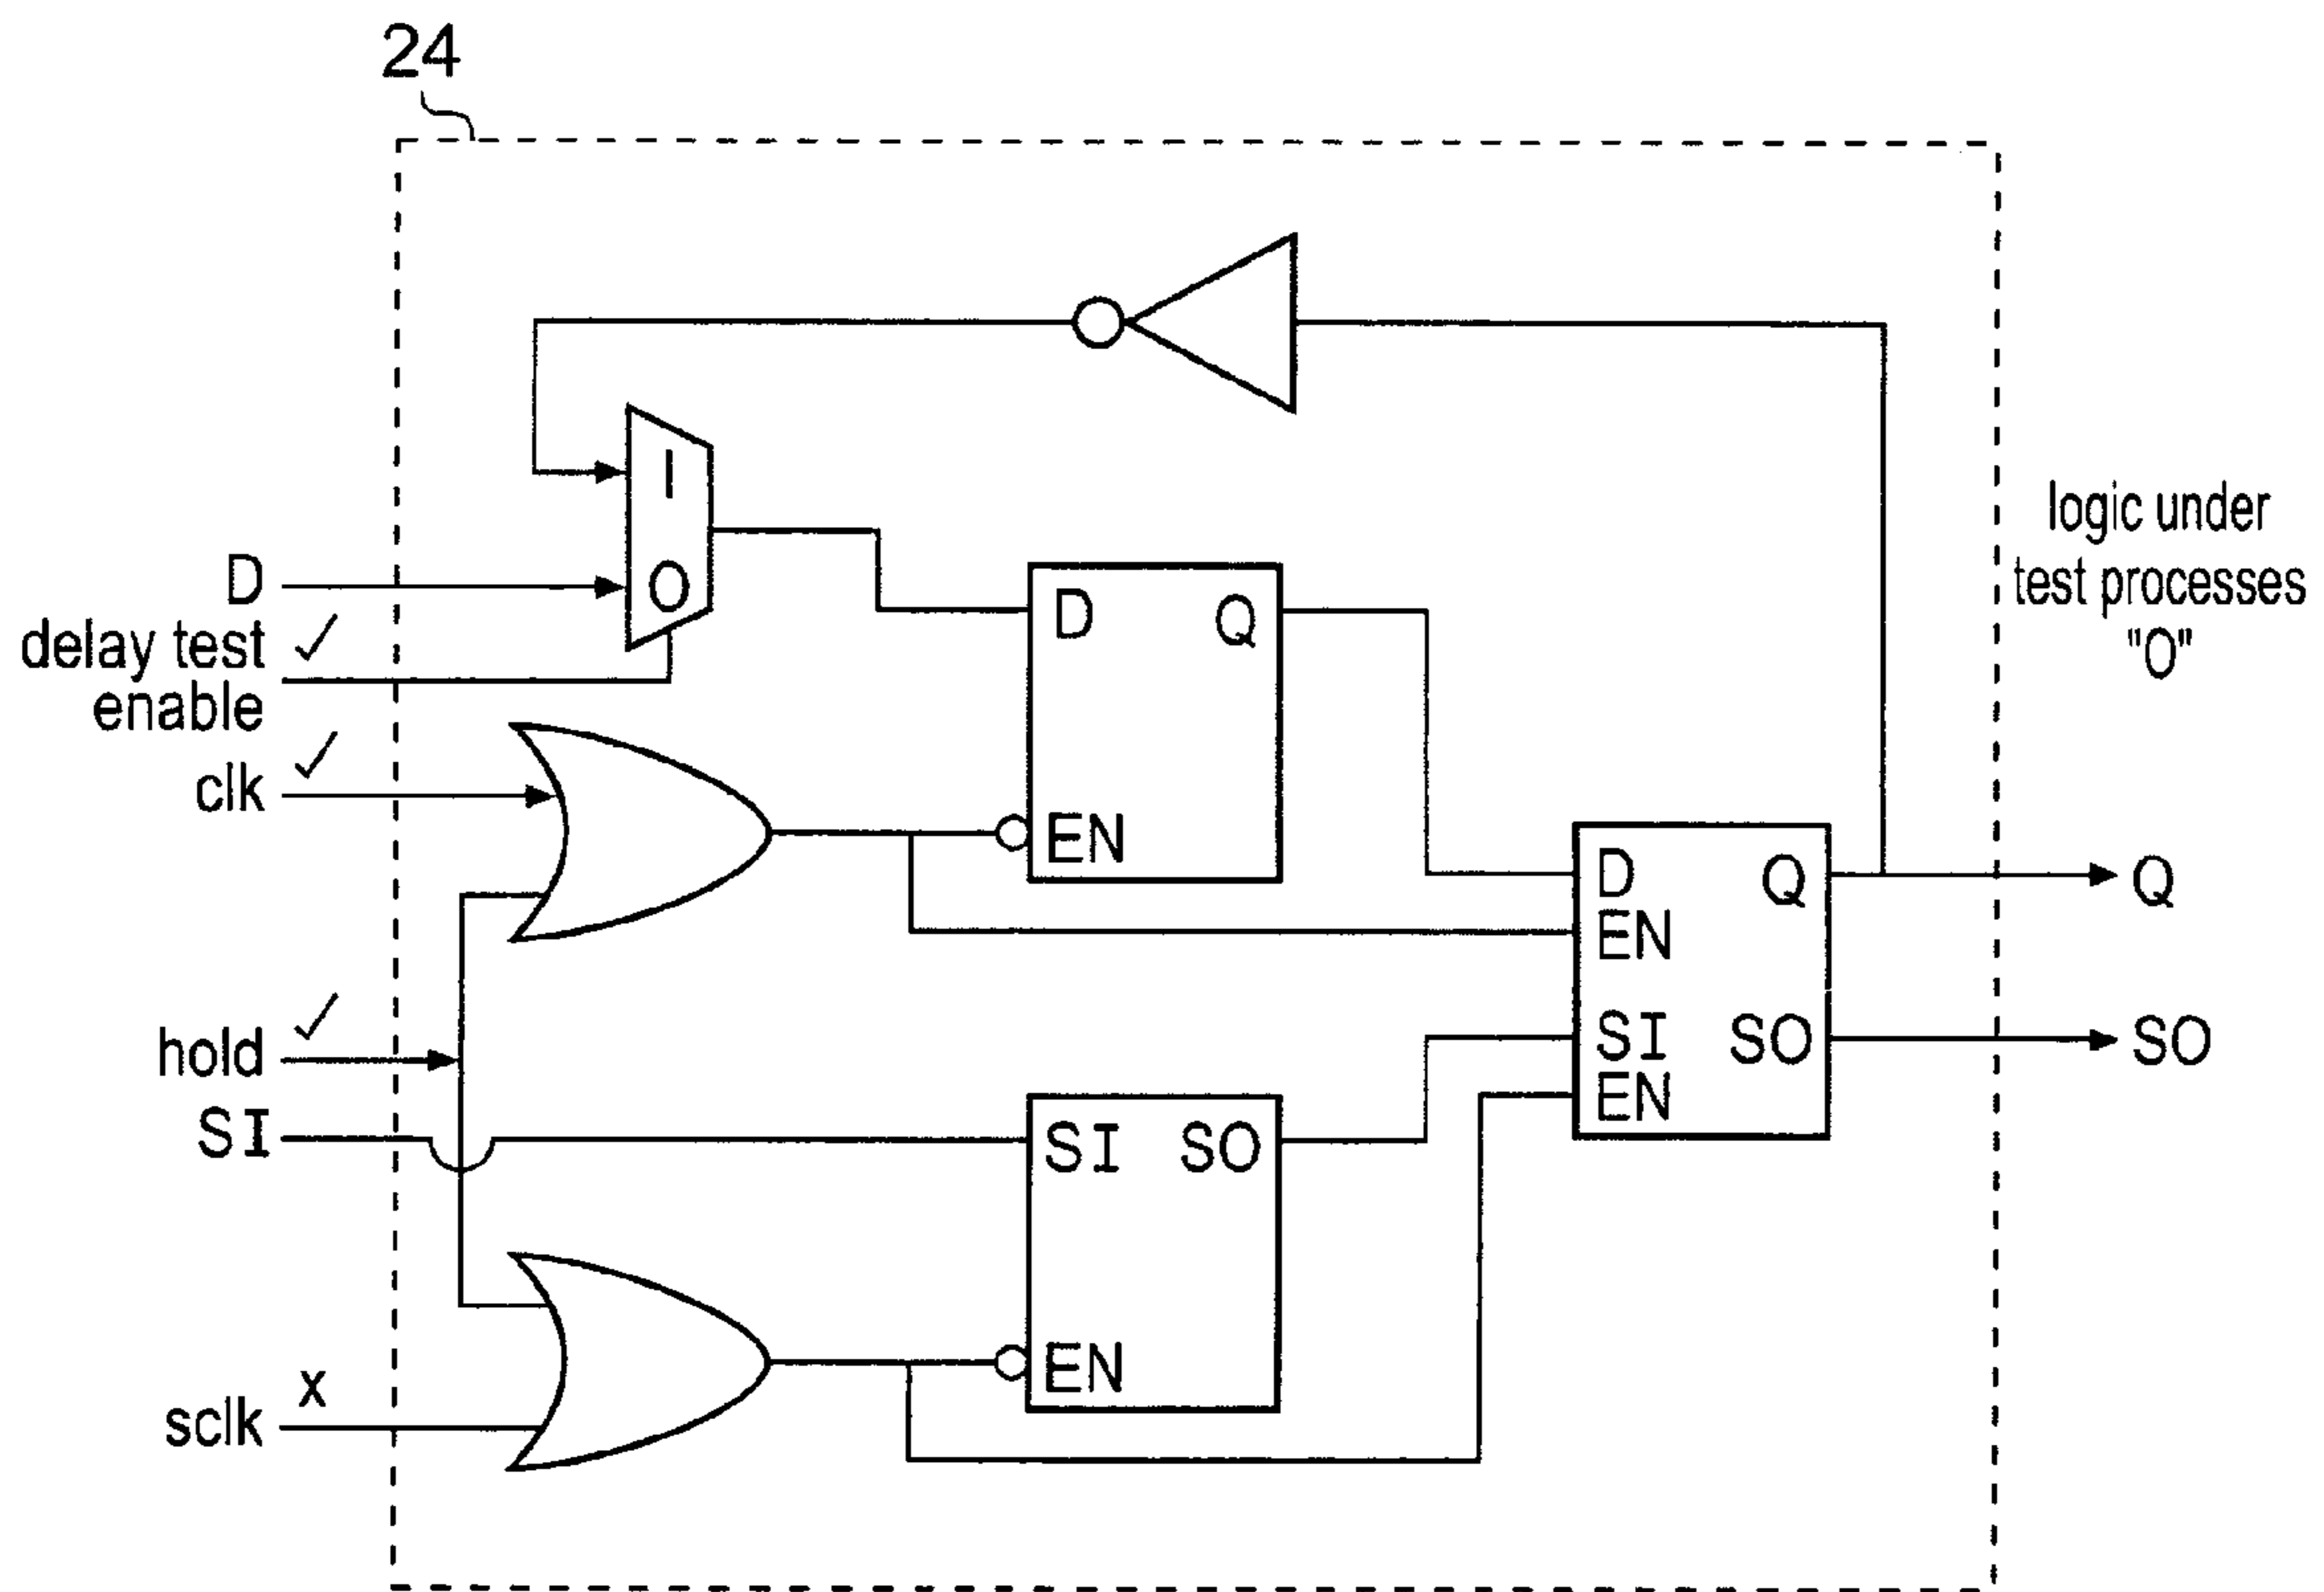 24
I
O
D
delay test ✓
enable
clk ✓
hold ✓
SI
sclk x
D Q
EN
SI SO
EN
D Q
EN
SI SO
EN
logic under
test processes
"O"
Q
SO